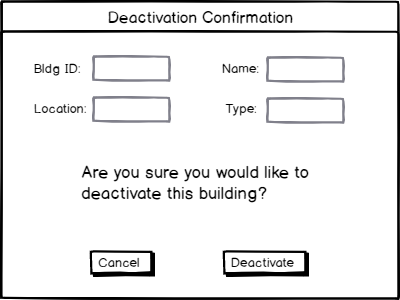 Deactivation Confirmation
Bldg ID: Name:
Location: Type:
Are you sure you would like to
deactivate this building?
Cancel Deactivate